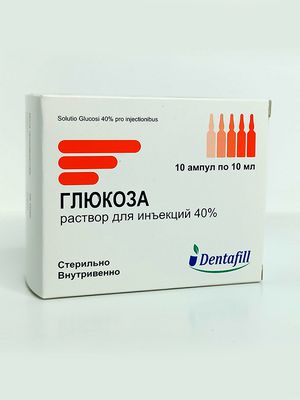 Solutio Glucosi 40% pro injectionibus
10 ампул по 10 мл
ГЛЮКОЗА
раствор для инъекций 40%
Стерильно
Внутривенно
Dentafill